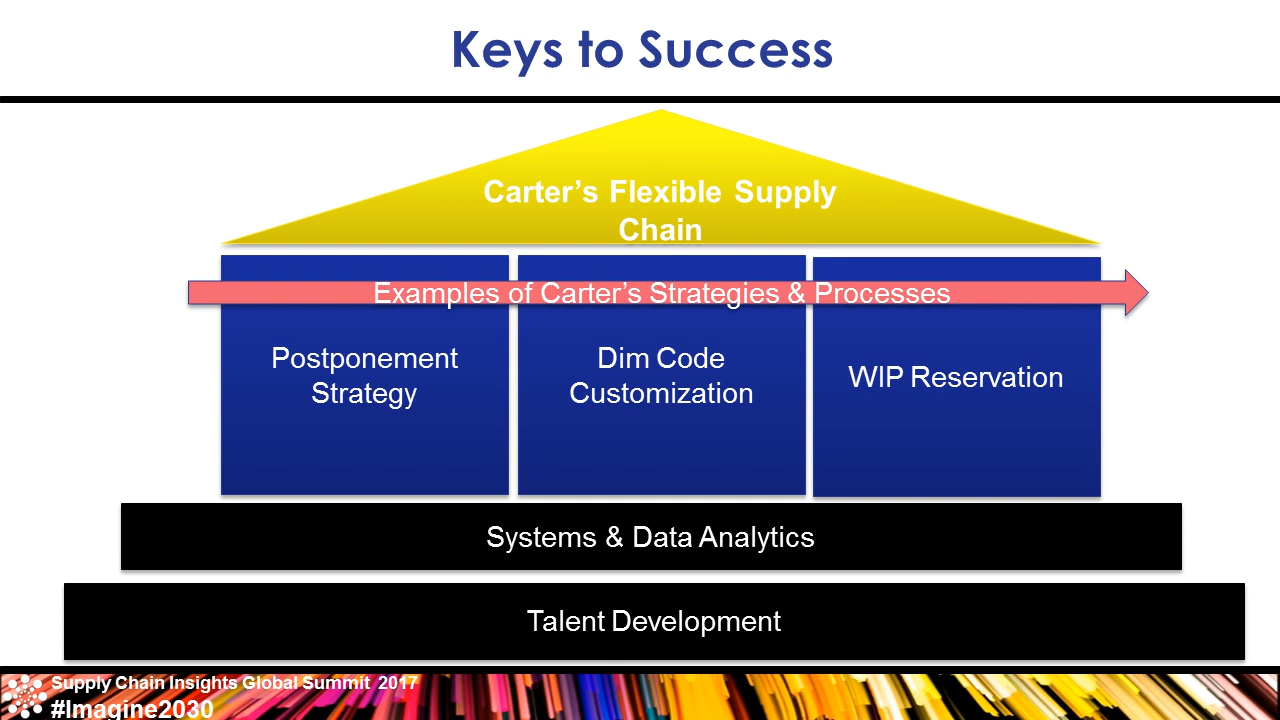 Keys to Success
Carter’s Flexible Supply
Chain
Examples of Carter’s Strategies & Processes
Postponement
Strategy
Dim Code
Customization
WIP Reservation
Systems & Data Analytics
Talent Development
Supply Chain Insights Global Summit 2017
#Imagine2030